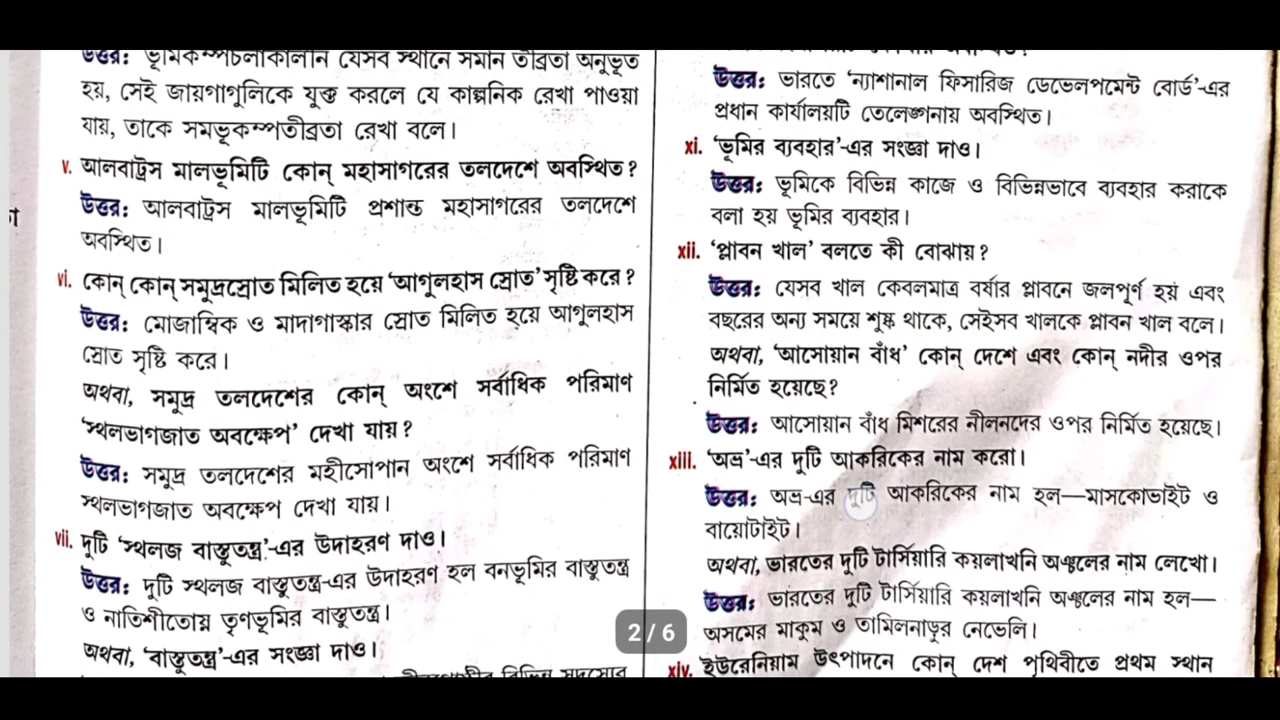 উত্তর: ভূমিকম্পচলাকালীন যেসব স্থানে সমান তীব্রতা অনুভূত
হয়, সেই জায়গাগুলিকে যুক্ত করলে যে কাল্পনিক রেখা পাওয়া
যায়, তাকে সমভূকম্পতীব্রতা রেখা বলে।
v. আলবাট্রস মালভূমিটি কোন্ মহাসাগরের তলদেশে অবস্থিত?
উত্তর: আলবাট্রস মালভূমিটি প্রশান্ত মহাসাগরের তলদেশে
অবস্থিত।
vi. কোন্ কোন্ সমুদ্রস্রোত মিলিত হয়ে 'আগুলহাস স্রোত' সৃষ্টি করে?
উত্তর: মোজাম্বিক ও মাদাগাস্কার স্রোত মিলিত হয়ে আগুলহাস
স্রোত সৃষ্টি করে।
অথবা, সমুদ্র তলদেশের কোন্ অংশে সর্বাধিক পরিমাণ
'স্থলভাগজাত অবক্ষেপ' দেখা যায়?
উত্তর: সমুদ্র তলদেশের মহীসোপান অংশে সর্বাধিক পরিমাণ
স্থলভাগজাত অবক্ষেপ দেখা যায়।
vii. দুটি 'স্থলজ বাস্তুতন্ত্র'-এর উদাহরণ দাও।
উত্তর: দুটি স্থলজ বাস্তুতন্ত্র-এর উদাহরণ হল বনভূমির বাস্তুতন্ত্র
ও নাতিশীতোষ্ণ তৃণভূমির বাস্তুতন্ত্র।
অথবা, 'বাস্তুতন্ত্র'-এর সংজ্ঞা দাও।
উত্তর: ভারতে 'ন্যাশানাল ফিসারিজ ডেভেলপমেন্ট বোর্ড'-এর
প্রধান কার্যালয়টি তেলেঙ্গনায় অবস্থিত।
xi. 'ভূমির ব্যবহার'-এর সংজ্ঞা দাও।
উত্তর: ভূমিকে বিভিন্ন কাজে ও বিভিন্নভাবে ব্যবহার করাকে
বলা হয় ভূমির ব্যবহার।
xii. 'প্লাবন খাল' বলতে কী বোঝায়?
উত্তর: যেসব খাল কেবলমাত্র বর্ষার প্লাবনে জলপূর্ণ হয় এবং
বছরের অন্য সময়ে শুষ্ক থাকে, সেইসব খালকে প্লাবন খাল বলে।
অথবা, 'আসোয়ান বাঁধ' কোন্ দেশে এবং কোন্ নদীর ওপর
নির্মিত হয়েছে?
উত্তর: আসোয়ান বাঁধ মিশরের নীলনদের ওপর নির্মিত হয়েছে।
xiii. 'অভ্র'-এর দুটি আকরিকের নাম করো।
উত্তর: অভ্র-এর দুটি আকরিকের নাম হল—মাসকোভাইট ও
বায়োটাইট।
অথবা, ভারতের দুটি টার্সিয়ারি কয়লাখনি অঞ্চলের নাম লেখো।
উত্তর: ভারতের দুটি টার্সিয়ারি কয়লাখনি অঞ্চলের নাম হল—
অসমের মাকুম ও তামিলনাড়ুর নেভেলি।
xiv. ইউরেনিয়াম উৎপাদনে কোন্ দেশ পৃথিবীতে প্রথম স্থান
2 / 6